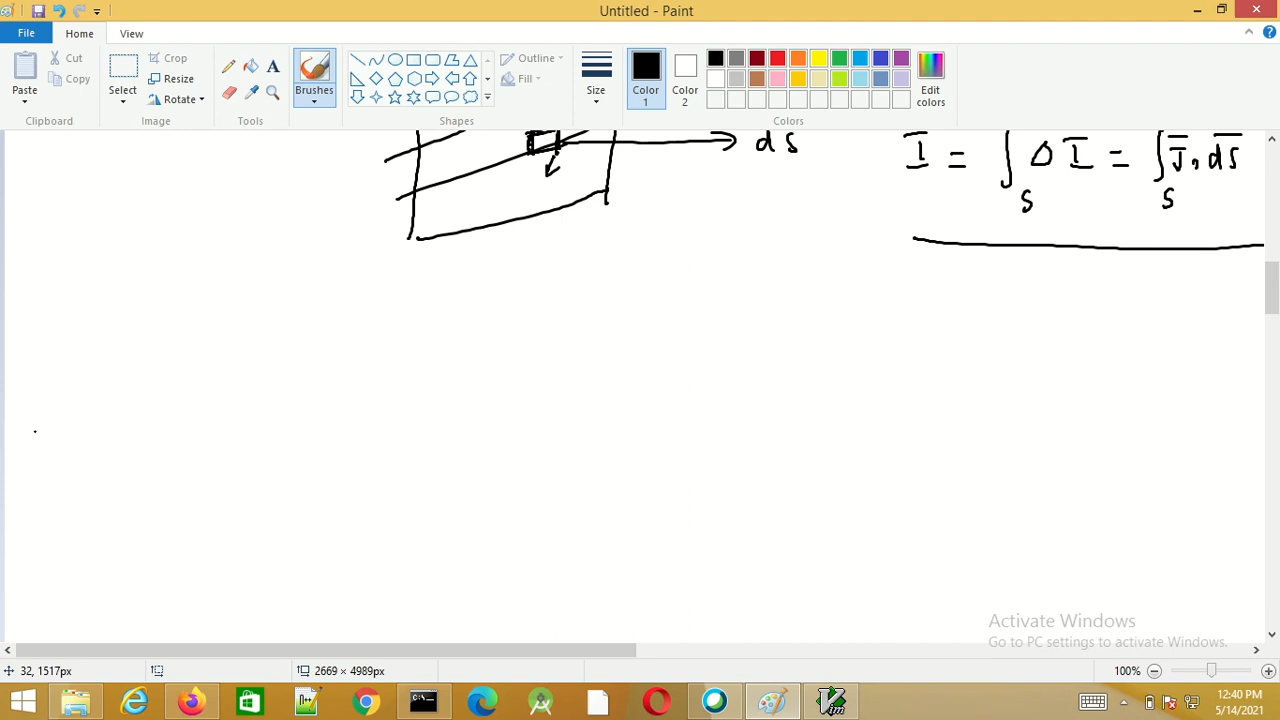 Untitled - Paint
File
Home
View
Paste
Cut
Copy
Clipboard
Select
Crop
Resize
Rotate
Image
A
Tools
Brushes
Outline
Fill
Shapes
Size
Color 1
Color 2
Edit colors
Colors
ds
I = ∫ Δ I = ∫ J̅ . d̅s̅
S S
Activate Windows
Go to PC settings to activate Windows.
32, 1517px
2669 × 4989px
100%
12:40 PM
5/14/2021